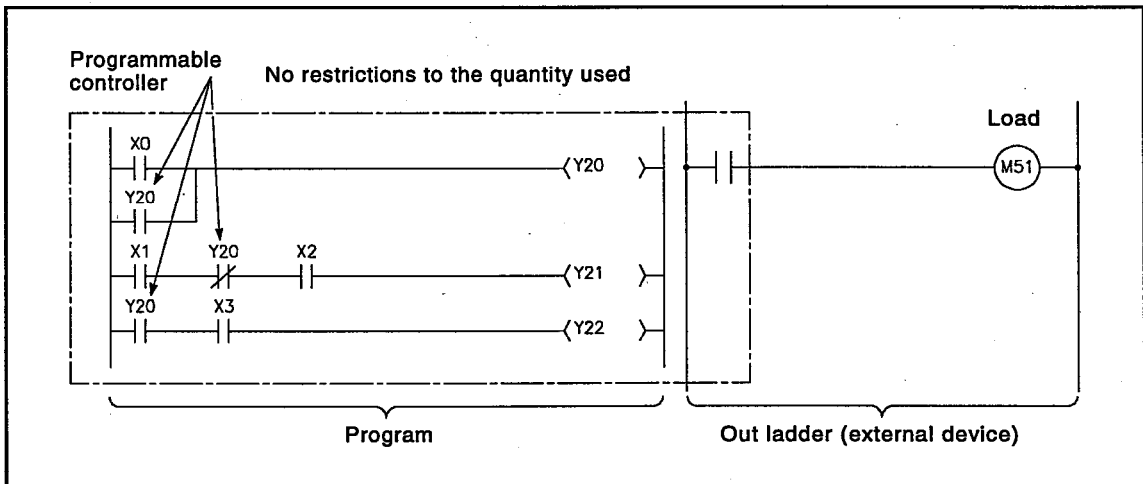 Programmable
controller
No restrictions to the quantity used
Load
X0
Y20
M51
Y20
X1 Y20 X2
Y21
Y20 X3
Y22
Program
Out ladder (external device)